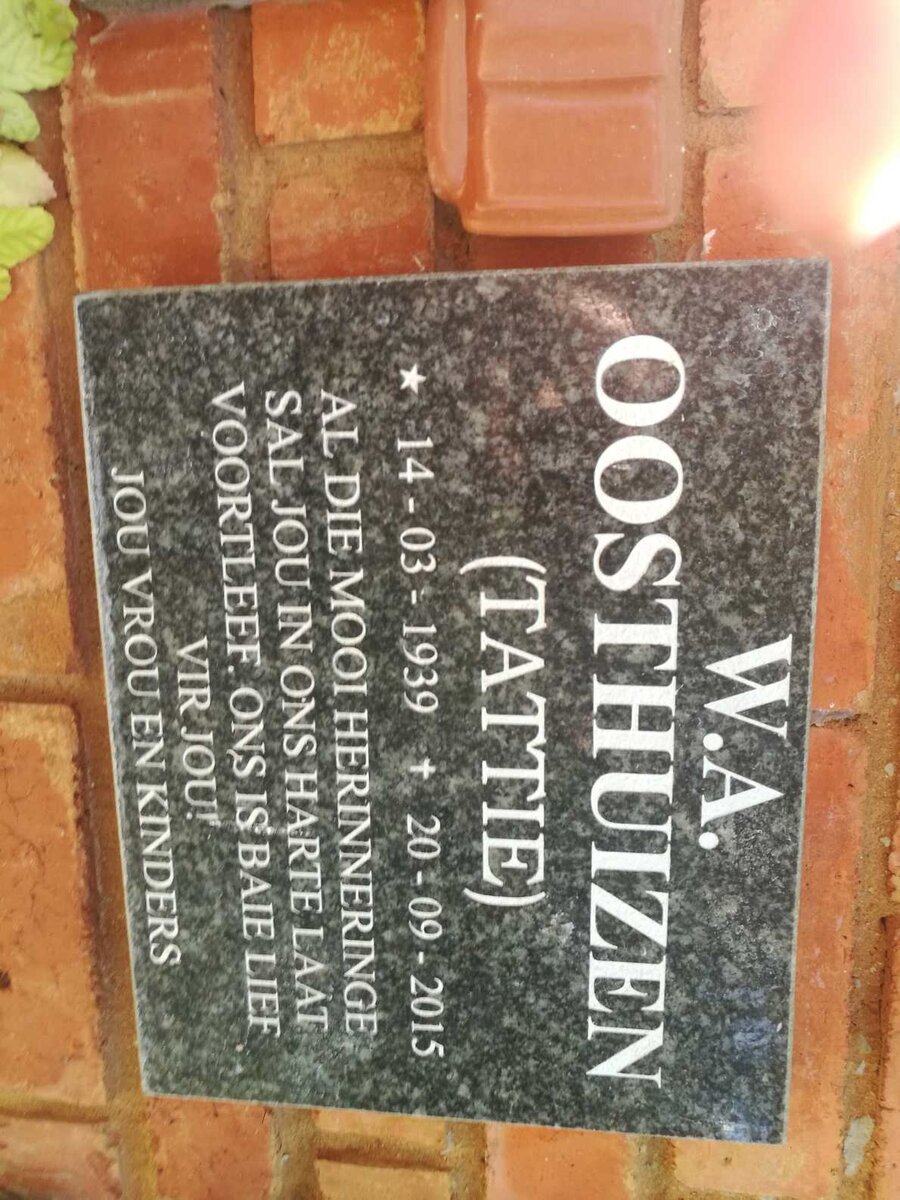 W.A.
OOSTHUIZEN
(TATTIE)
★ 14 - 03 - 1939 ✝ 20 - 09 - 2015
AL DIE MOOI HERINNERINGE
SAL JOU IN ONS HARTE LAAT
VOORTLEEF. ONS IS BAIE LIEF
VIR JOU!
JOU VROU EN KINDERS